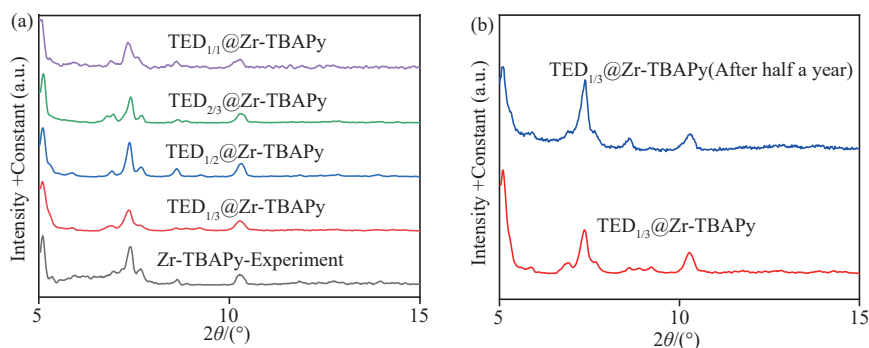 (a)
TED1/1@Zr-TBAPy
TED2/3@Zr-TBAPy
TED1/2@Zr-TBAPy
TED1/3@Zr-TBAPy
Zr-TBAPy-Experiment
Intensity +Constant (a.u.)
5 10 15
2θ/(°)
(b)
TED1/3@Zr-TBAPy(After half a year)
TED1/3@Zr-TBAPy
Intensity +Constant (a.u.)
5 10 15
2θ/(°)